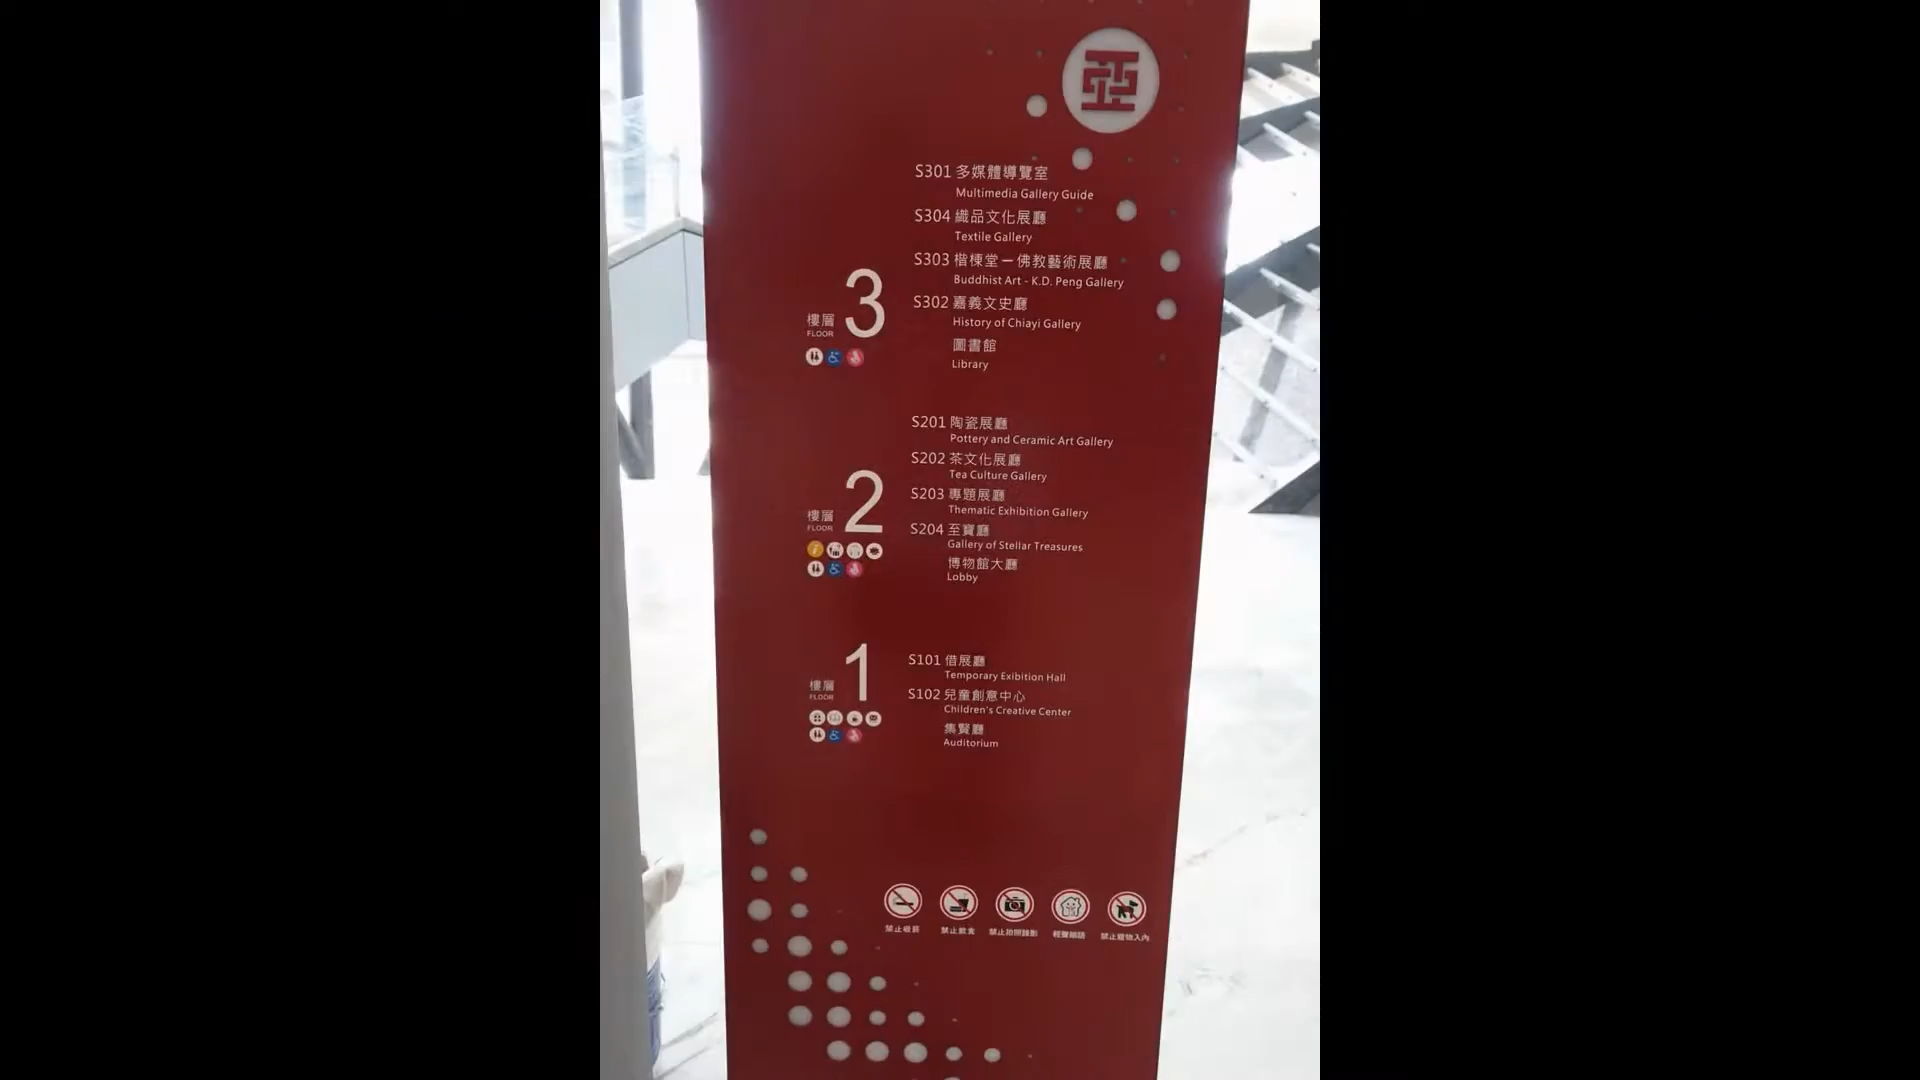 亞
S301 多媒體導覽室
Multimedia Gallery Guide
S304 織品文化展廳
Textile Gallery
S303 楷棟堂－佛教藝術展廳
Buddhist Art - K.D. Peng Gallery
S302 嘉義文史廳
History of Chiayi Gallery
圖書館
Library
樓層
FLOOR
3
S201 陶瓷展廳
Pottery and Ceramic Art Gallery
S202 茶文化展廳
Tea Culture Gallery
S203 專題展廳
Thematic Exhibition Gallery
S204 至寶廳
Gallery of Stellar Treasures
博物館大廳
Lobby
樓層
FLOOR
2
S101 借展廳
Temporary Exibition Hall
S102 兒童創意中心
Children's Creative Center
集賢廳
Auditorium
樓層
FLOOR
1
禁止吸菸
禁止飲食
禁止拍照錄影
輕聲細語
禁止寵物入內